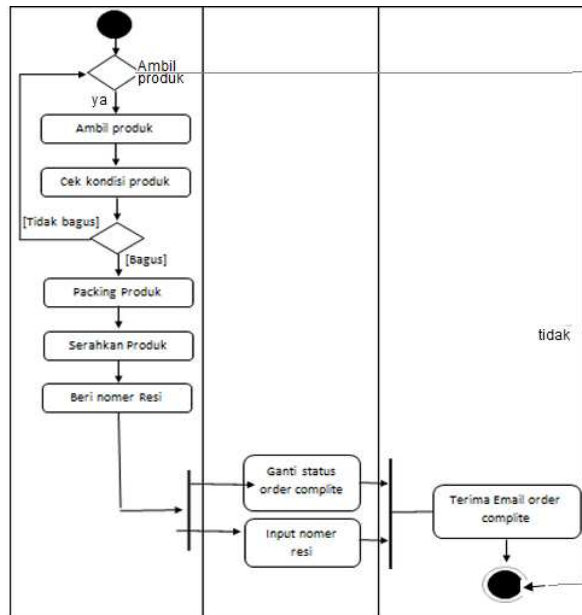 Ambil
produk
ya
Ambil produk
Cek kondisi produk
[Tidak bagus]
[Bagus]
Packing Produk
Serahkan Produk
tidak
Beri nomer Resi
Ganti status
order complite
Terima Email order
complite
Input nomer
resi